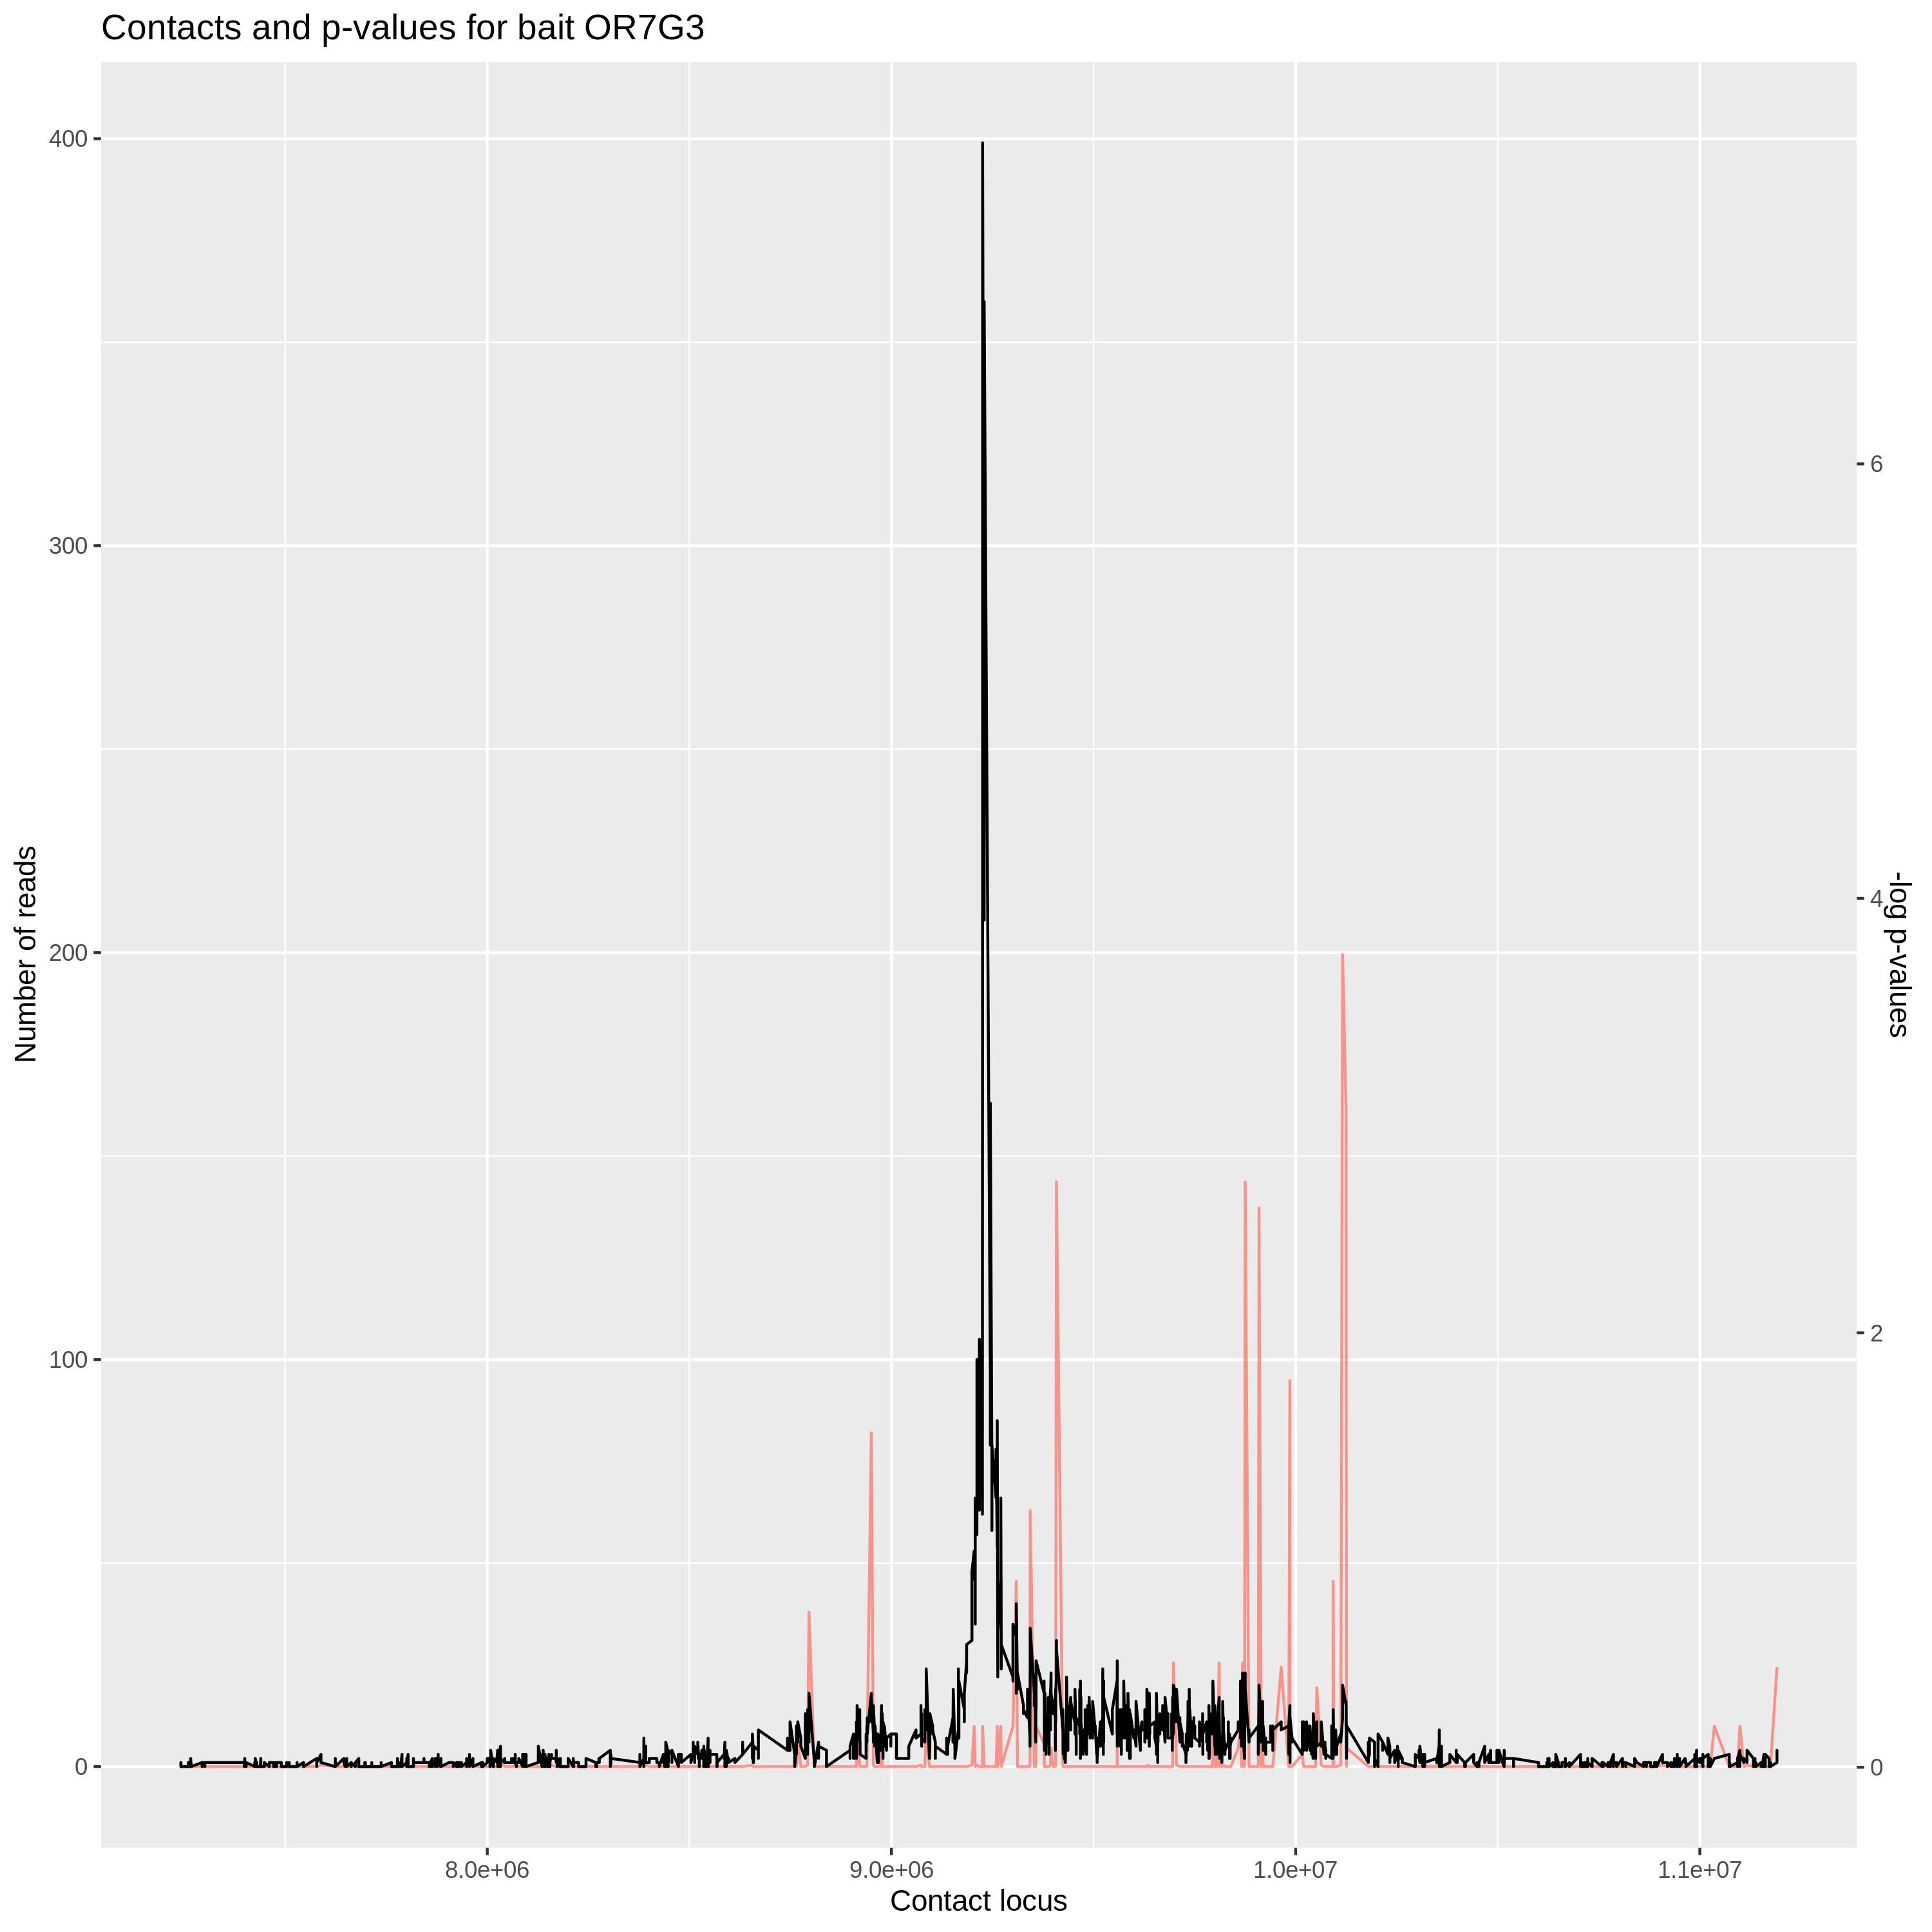 Contacts and p-values for bait OR7G3
400
300
200
100
0
Number of reads
6
4
2
0
-log p-values
8.0e+06
9.0e+06
1.0e+07
1.1e+07
Contact locus